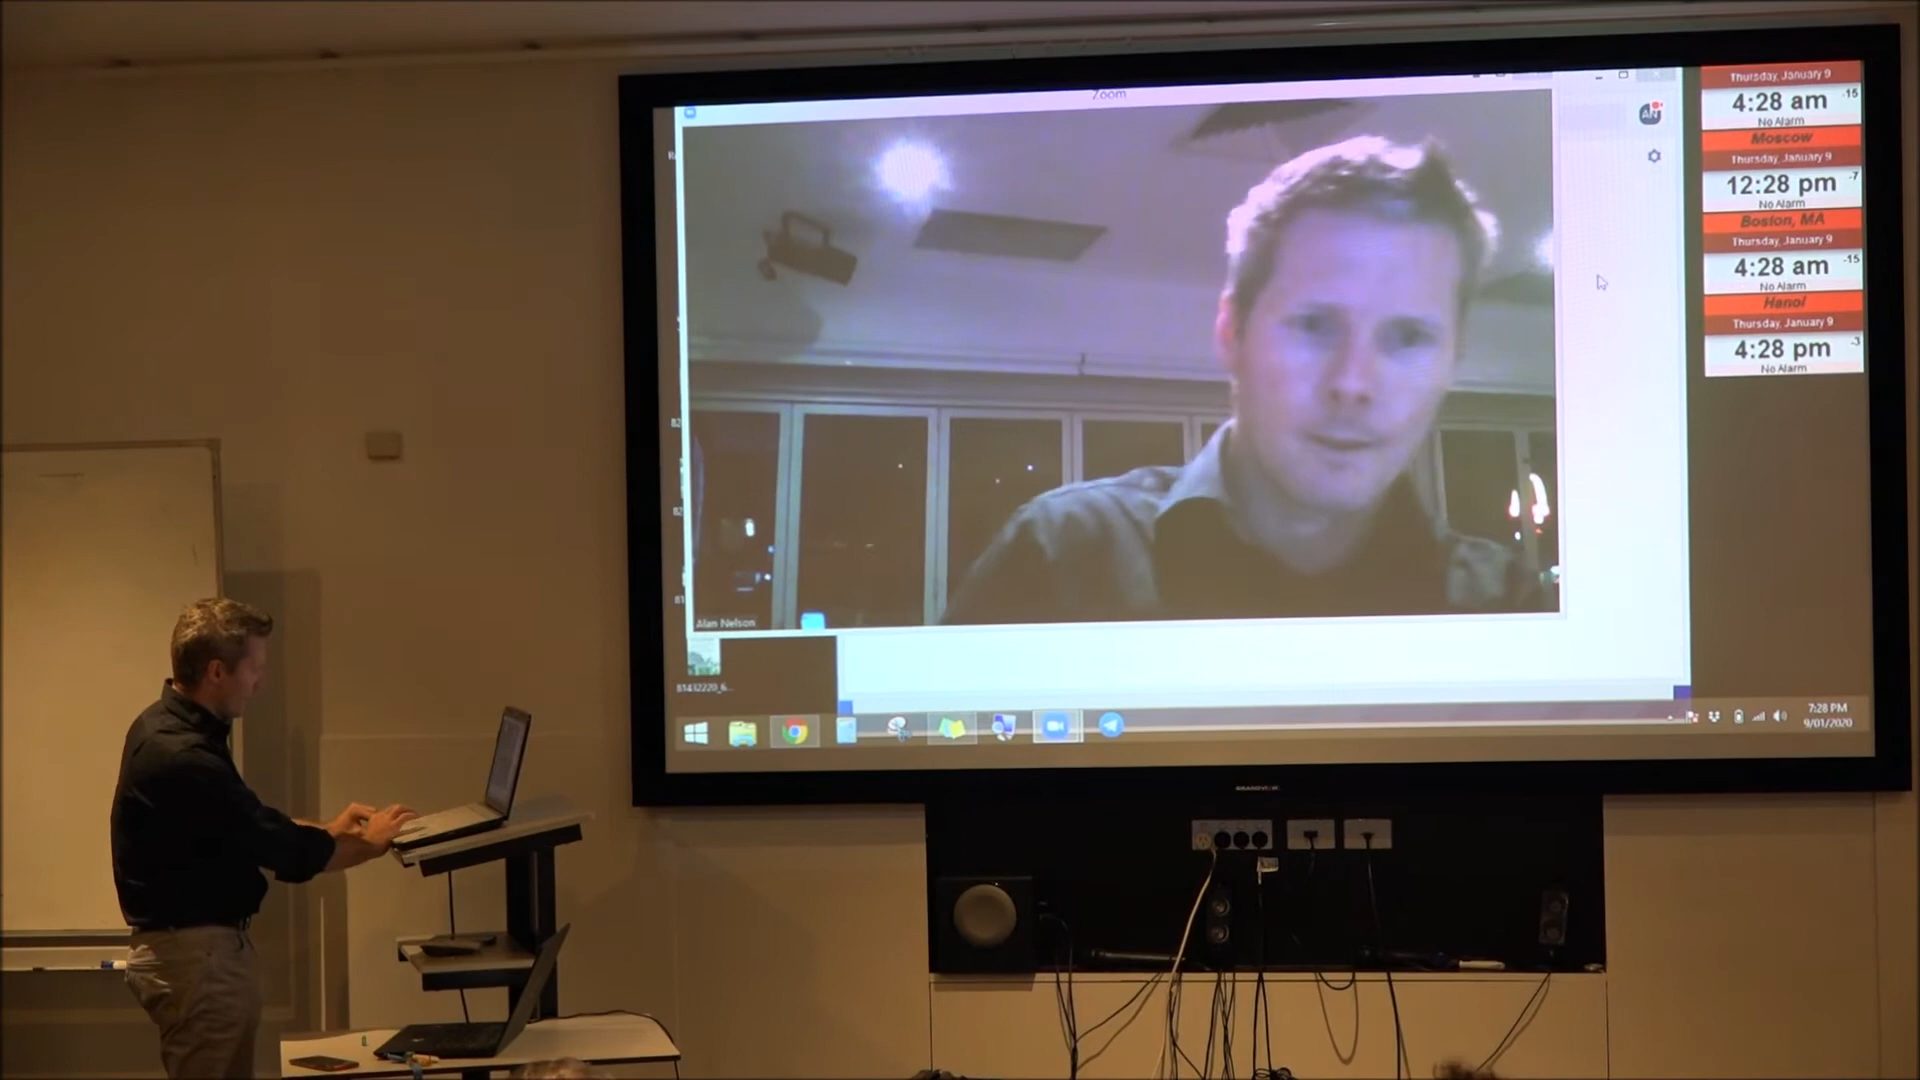 Zoom
AN
Alan Nelson
81432220_6...
Thursday, January 9
4:28 am
-15
No Alarm
Moscow
Thursday, January 9
12:28 pm
-7
No Alarm
Boston, MA
Thursday, January 9
4:28 am
-15
No Alarm
Hanoi
Thursday, January 9
4:28 pm
-3
No Alarm
7:28 PM
9/01/2020